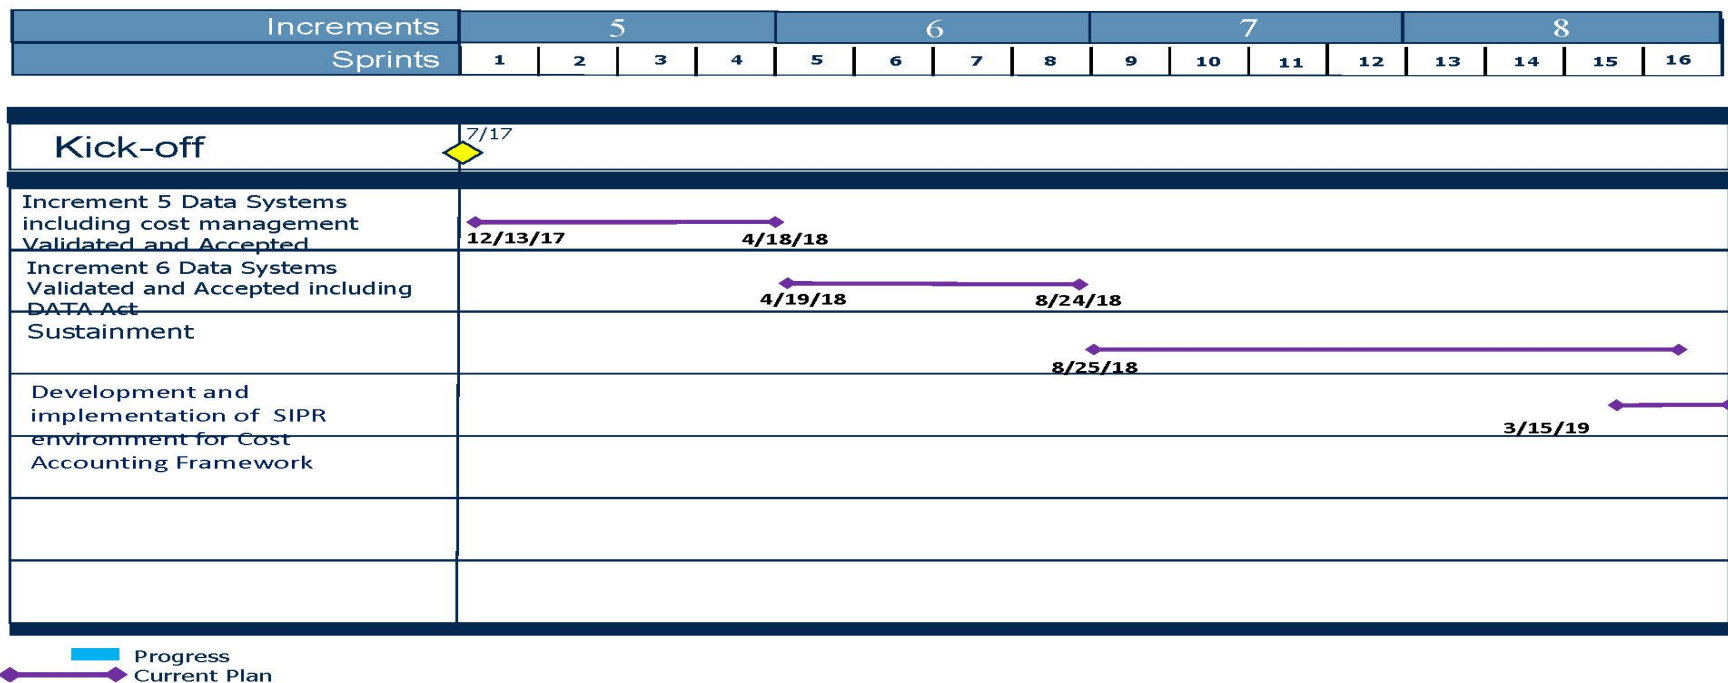 Increments 5 6 7 8
Sprints 1 2 3 4 5 6 7 8 9 10 11 12 13 14 15 16
Kick-off
7/17
Increment 5 Data Systems
including cost management
Validated and Accepted
12/13/17 4/18/18
Increment 6 Data Systems
Validated and Accepted including
DATA Act
4/19/18 8/24/18
Sustainment
8/25/18
Development and
implementation of SIPR
environment for Cost
Accounting Framework
3/15/19
Progress
Current Plan